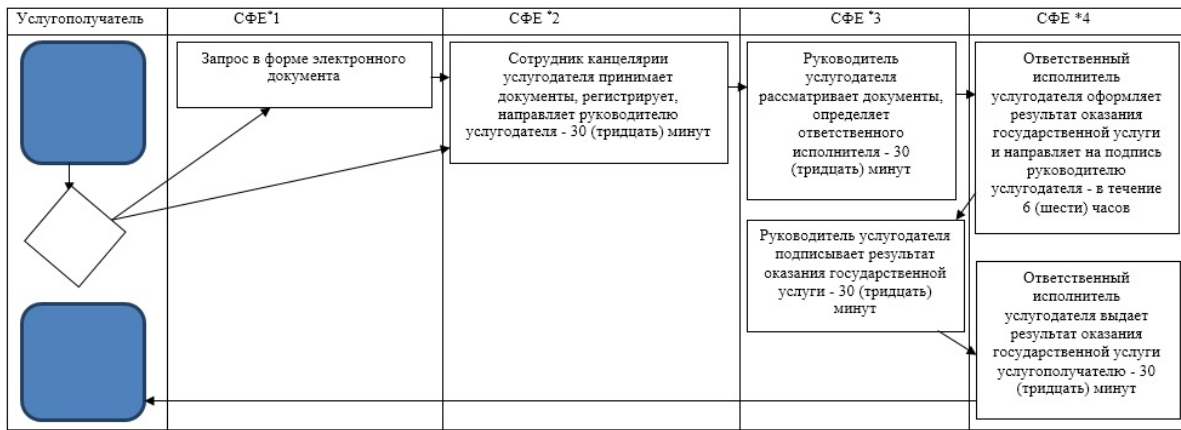 Услугополучатель
СФЕ*1
СФЕ *2
СФЕ *3
СФЕ *4
Запрос в форме электронного
документа
Сотрудник канцелярии
услугодателя принимает
документы, регистрирует,
направляет руководителю
услугодателя - 30 (тридцать) минут
Руководитель
услугодателя
рассматривает документы,
определяет
ответственного
исполнителя - 30
(тридцать) минут
Ответственный
исполнитель
услугодателя оформляет
результат оказания
государственной услуги
и направляет на подпись
руководителю
услугодателя - в течение
6 (шести) часов
Руководитель услугодателя
подписывает результат
оказания государственной
услуги - 30 (тридцать)
минут
Ответственный
исполнитель
услугодателя выдает
результат оказания
государственной услуги
услугополучателю - 30
(тридцать) минут